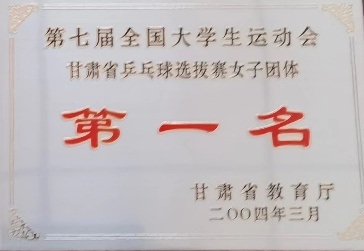 第七届全国大学生运动会
甘肃省乒乓球选拔赛女子团体
第一名
甘肃省教育厅
二〇〇四年三月